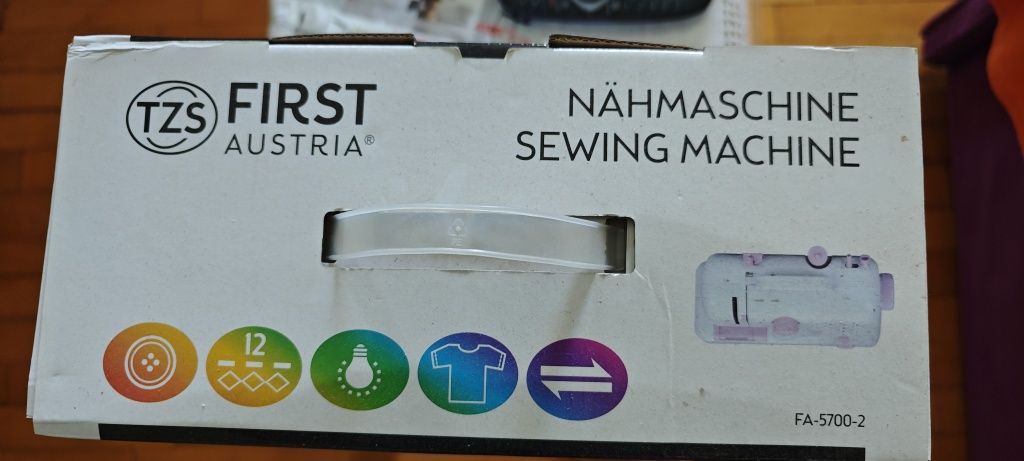 TZS FIRST
AUSTRIA®
NÄHMASCHINE
SEWING MACHINE
12
FA-5700-2